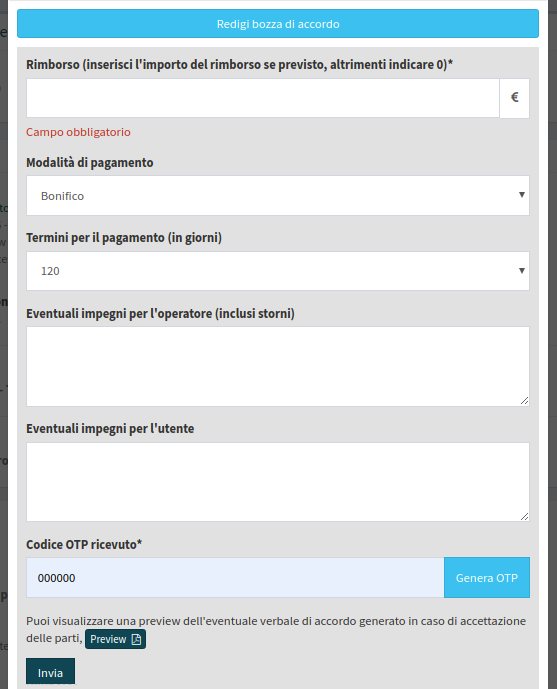 Redigi bozza di accordo
Rimborso (inserisci l'importo del rimborso se previsto, altrimenti indicare 0)*
€
Campo obbligatorio
Modalità di pagamento
Bonifico
Termini per il pagamento (in giorni)
120
Eventuali impegni per l'operatore (inclusi storni)
Eventuali impegni per l'utente
Codice OTP ricevuto*
000000 Genera OTP
Puoi visualizzare una preview dell'eventuale verbale di accordo generato in caso di accettazione
delle parti, Preview
Invia